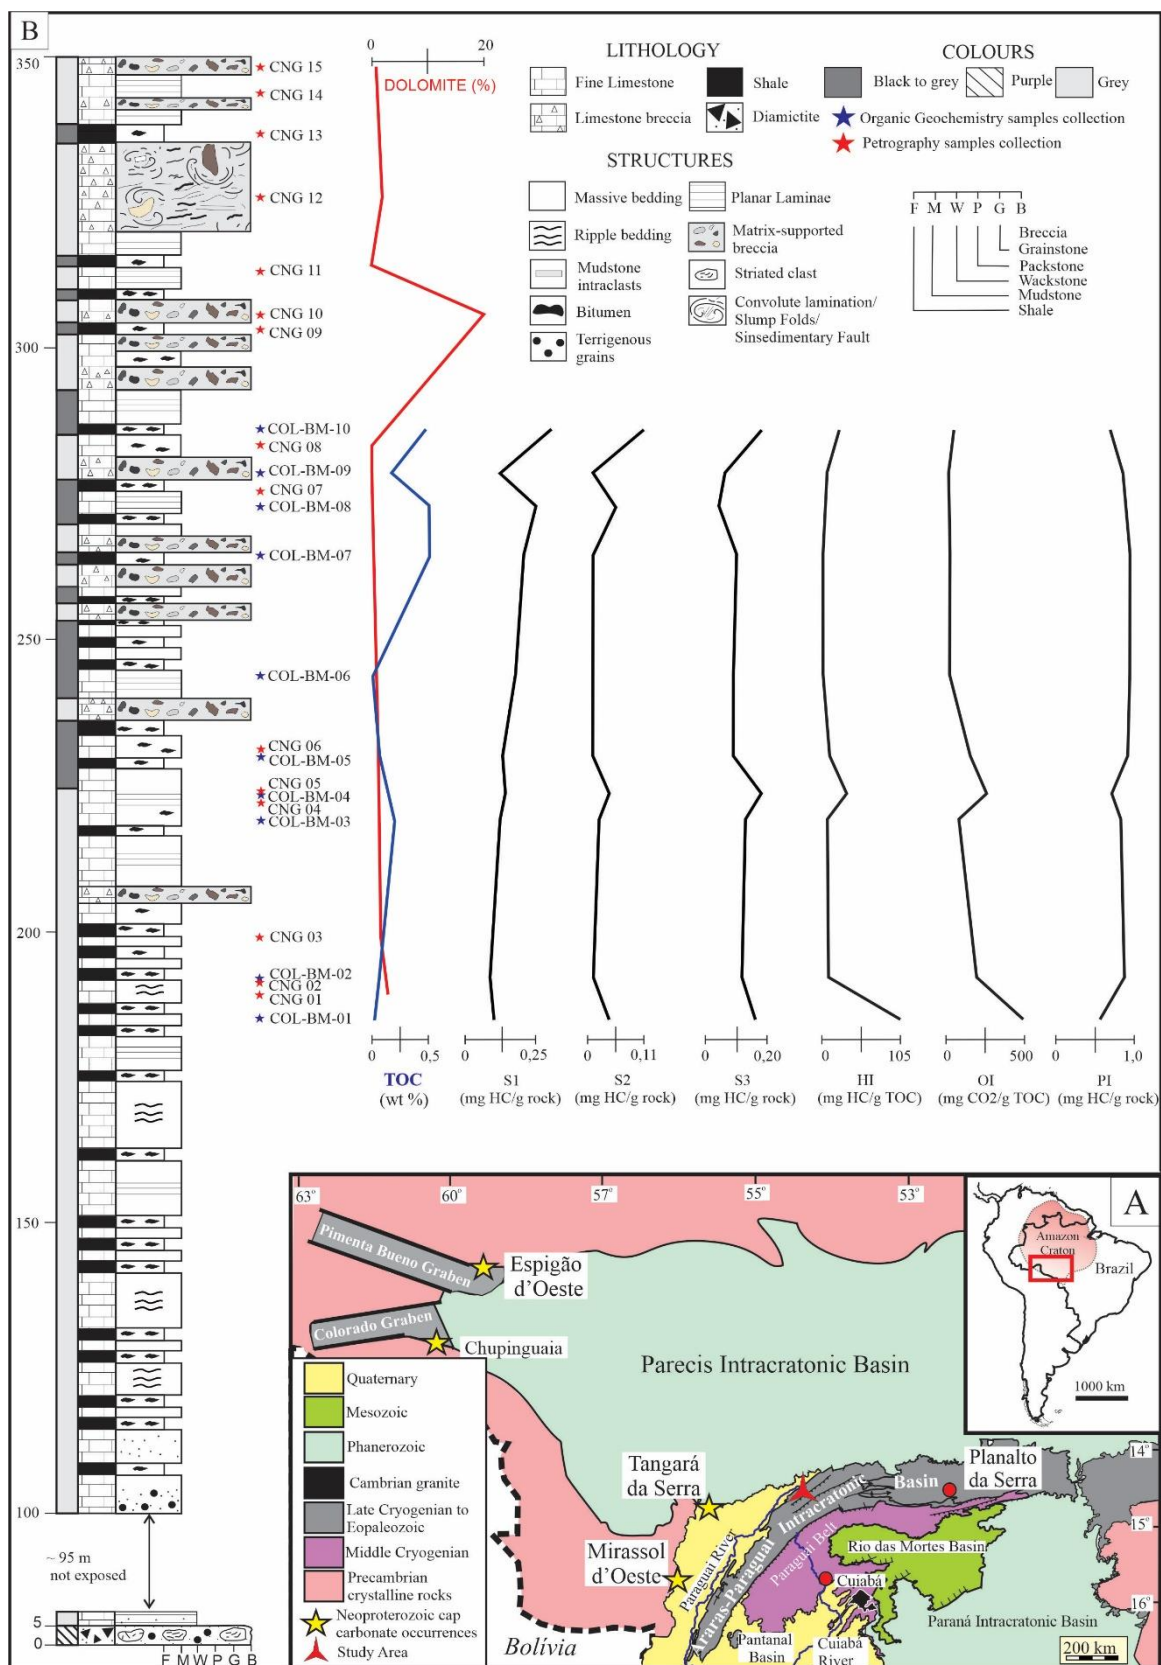 B
350
300
250
200
150
100
~ 95 m
not exposed
5
0
F M W P G B
CNG 15
CNG 14
CNG 13
CNG 12
CNG 11
CNG 10
CNG 09
COL-BM-10
CNG 08
COL-BM-09
CNG 07
COL-BM-08
COL-BM-07
COL-BM-06
CNG 06
COL-BM-05
CNG 05
COL-BM-04
CNG 04
COL-BM-03
CNG 03
COL-BM-02
CNG 02
CNG 01
COL-BM-01
0 20
DOLOMITE (%)
LITHOLOGY
Fine Limestone
Shale
Limestone breccia
Diamictite
COLOURS
Black to grey
Purple
Grey
Organic Geochemistry samples collection
Petrography samples collection
STRUCTURES
Massive bedding
Planar Laminae
Ripple bedding
Matrix-supported
breccia
Mudstone
intraclasts
Striated clast
Bitumen
Convolute lamination/
Slump Folds/
Sinsedimentary Fault
Terrigenous
grains
F M W P G B
Breccia
Grainstone
Packstone
Wackstone
Mudstone
Shale
0 0,5
TOC
(wt %)
0 0,25
S1
(mg HC/g rock)
0 0,11
S2
(mg HC/g rock)
0 0,20
S3
(mg HC/g rock)
0 105
HI
(mg HC/g TOC)
0 500
OI
(mg CO2/g TOC)
0 1,0
PI
(mg HC/g rock)
63° 60° 57° 55° 53°
14°
15°
16°
A
Amazon
Craton
Brazil
1000 km
Pimenta Bueno Graben
Espigão
d'Oeste
Colorado Graben
Chupinguaia
Parecis Intracratonic Basin
Quaternary
Mesozoic
Phanerozoic
Cambrian granite
Late Cryogenian to
Eopaleozoic
Middle Cryogenian
Precambrian
crystalline rocks
Neoproterozoic cap
carbonate occurrences
Study Area
Tangará
da Serra
Planalto
da Serra
Mirassol
d'Oeste
Araras-Paraguai Intracratonic Basin
Paraguai River
Paraguai Belt
Rio das Mortes Basin
Cuiabá
Paraná Intracratonic Basin
Pantanal
Basin
Cuiabá
River
Bolívia
200 km